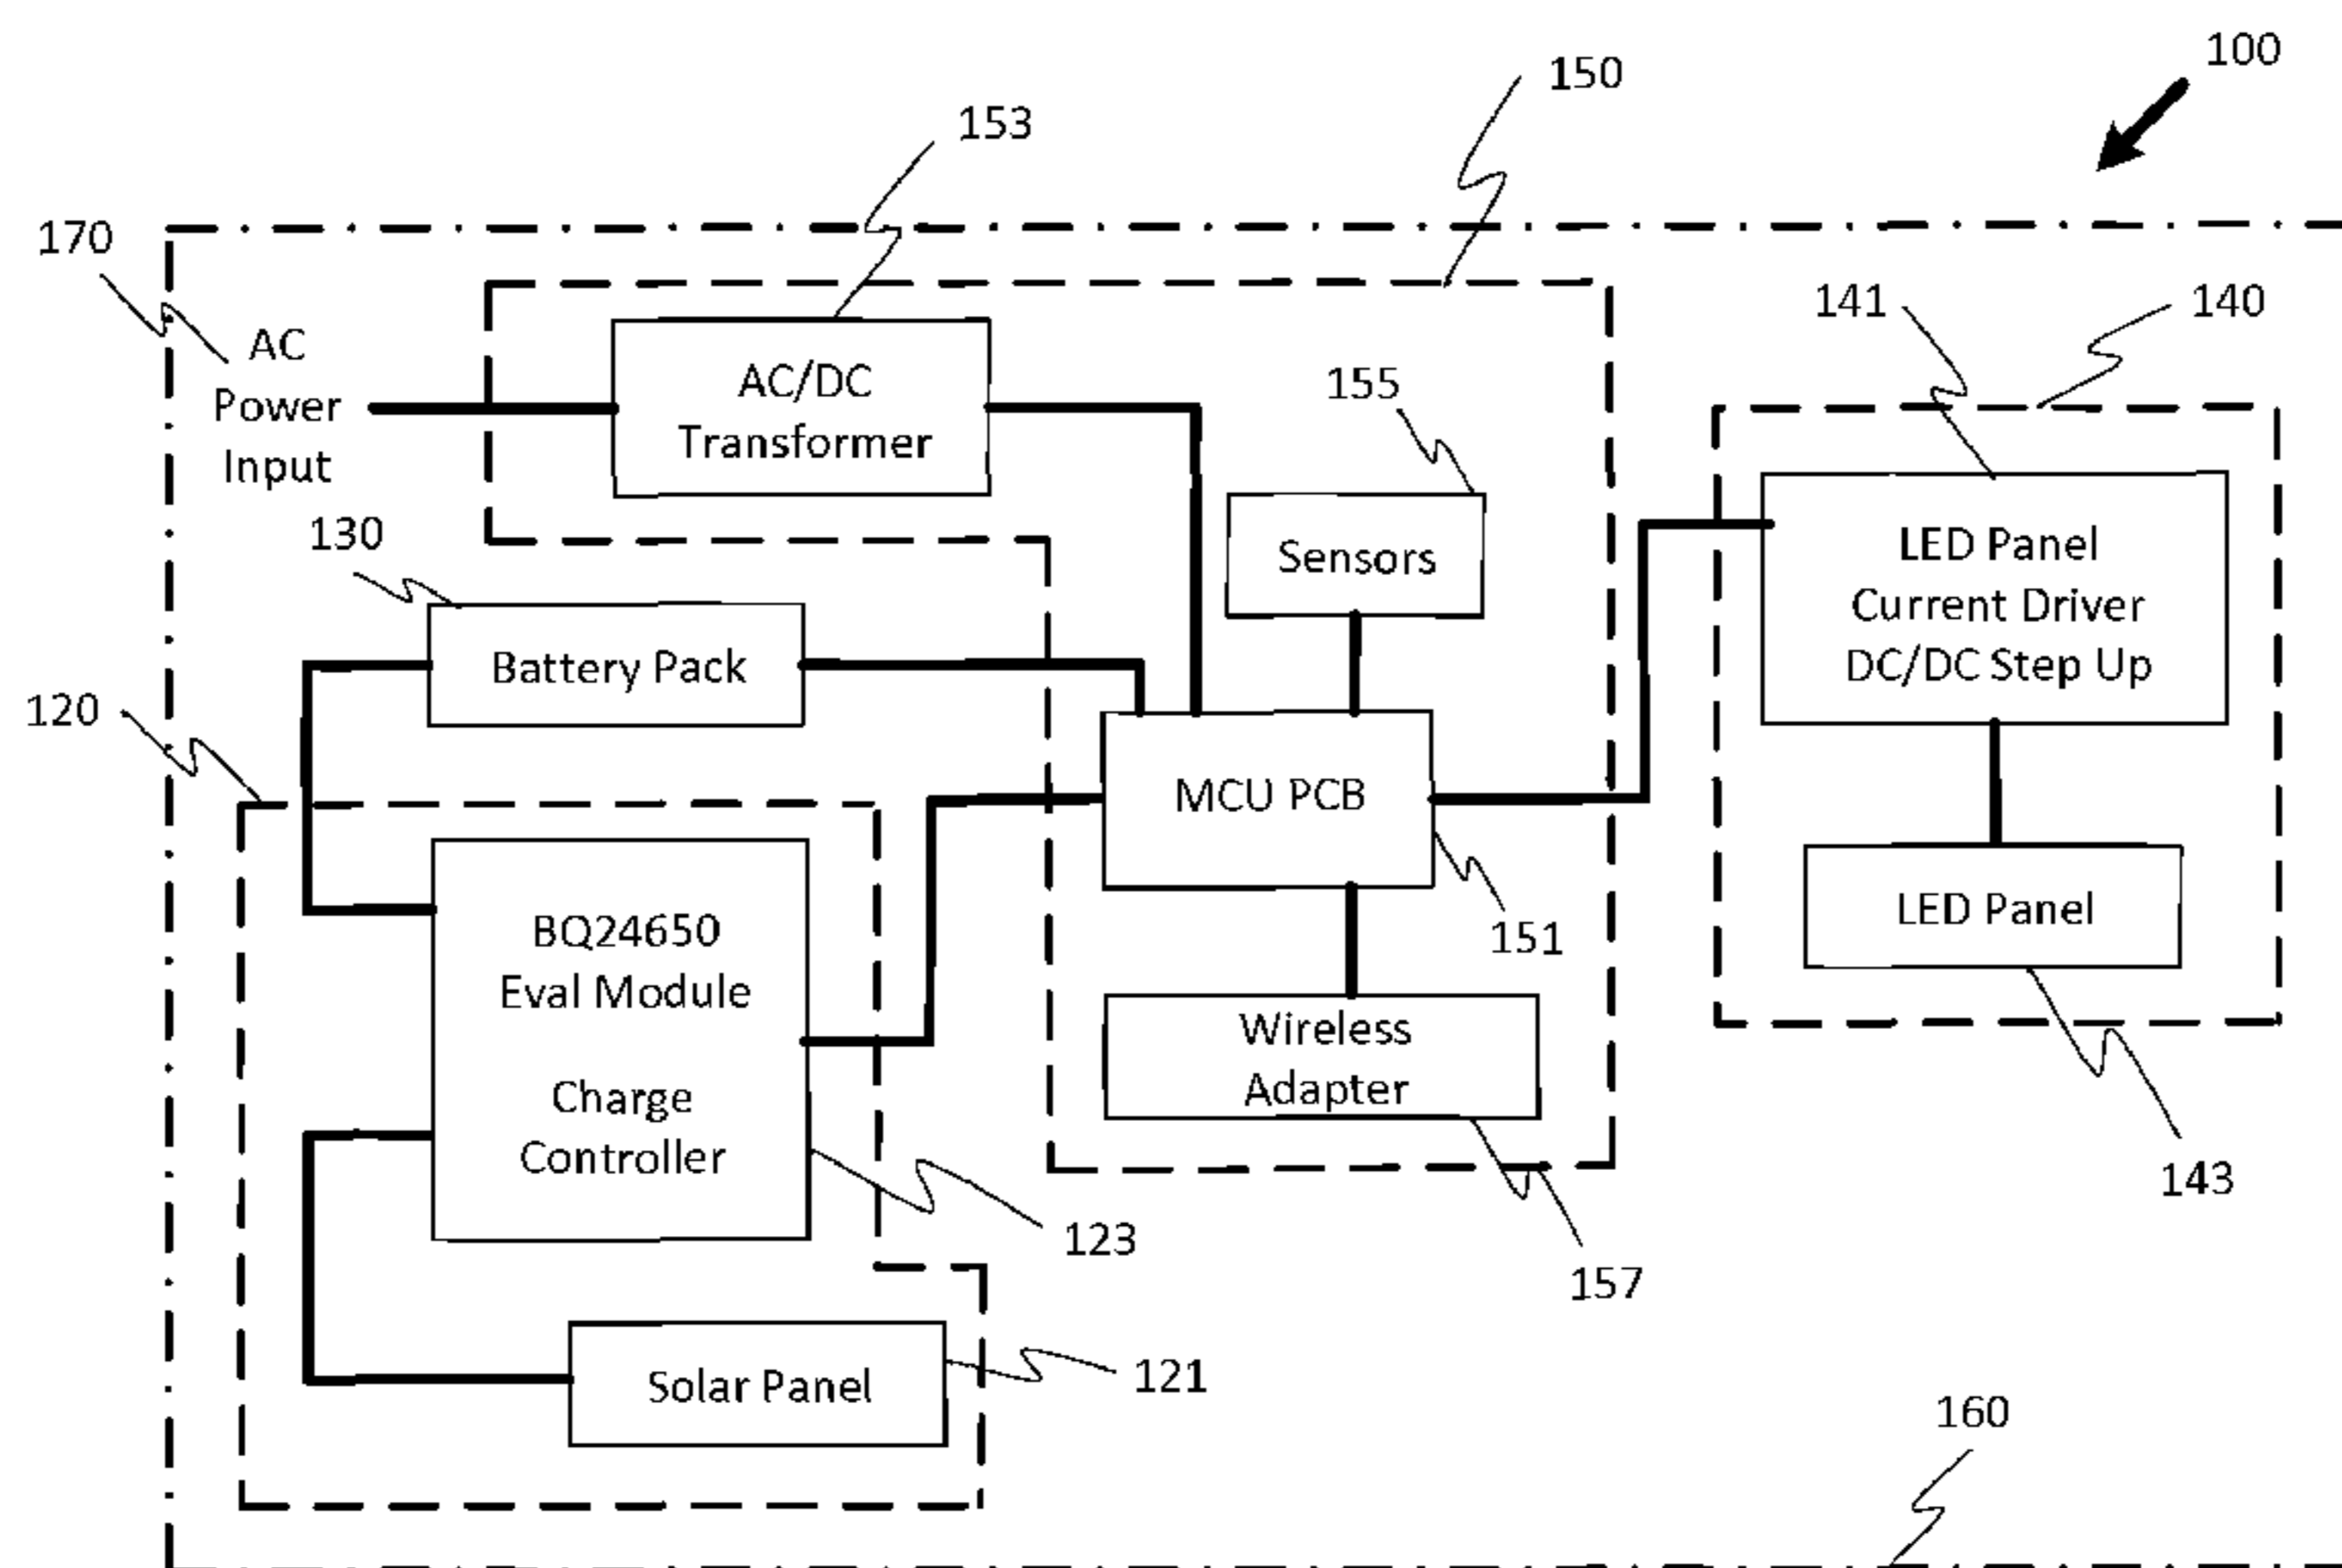 100
150
153
170
141
140
AC
Power
Input
AC/DC
Transformer
155
130
Sensors
LED Panel
Current Driver
DC/DC Step Up
Battery Pack
120
MCU PCB
LED Panel
151
BQ24650
Eval Module
Charge
Controller
Wireless
Adapter
143
123
157
Solar Panel
121
160